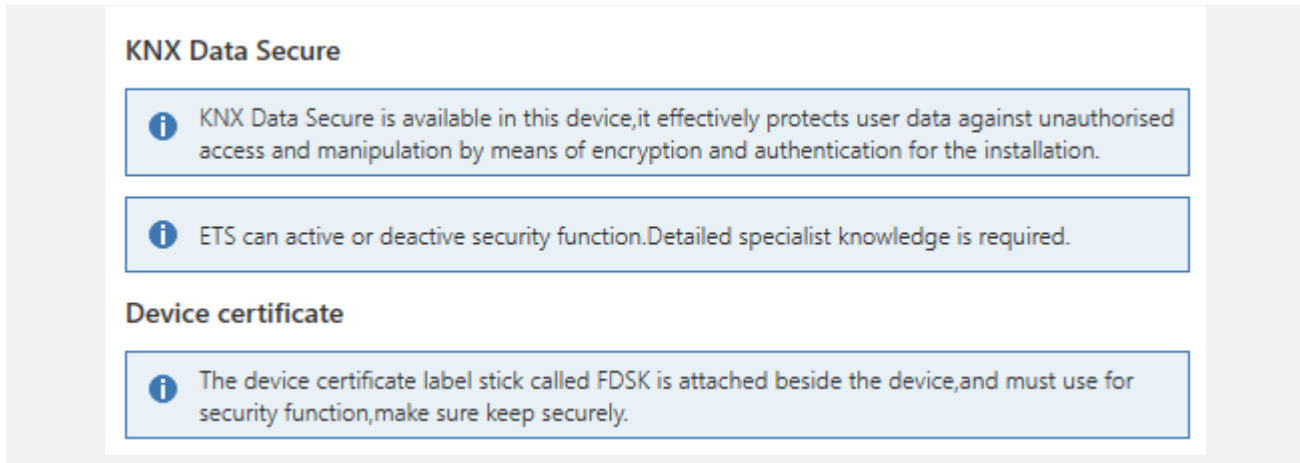 KNX Data Secure
KNX Data Secure is available in this device,it effectively protects user data against unauthorised
access and manipulation by means of encryption and authentication for the installation.
ETS can active or deactive security function.Detailed specialist knowledge is required.
Device certificate
The device certificate label stick called FDSK is attached beside the device,and must use for
security function,make sure keep securely.